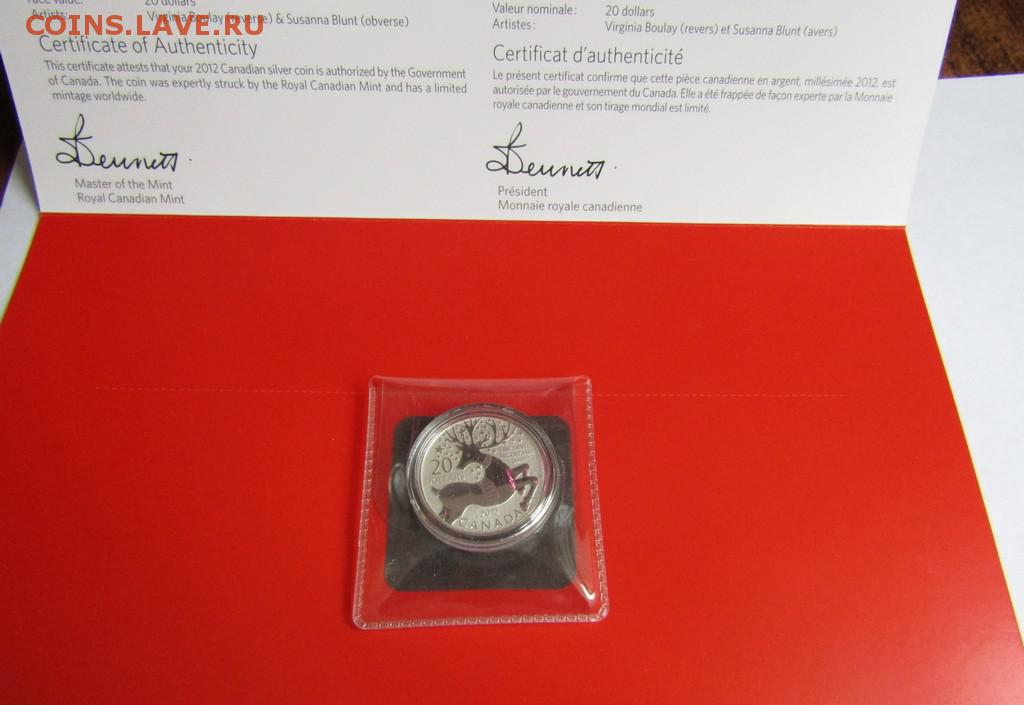 COINS.LAVE.RU
20 dollars
Virginia Boulay (reverse) & Susanna Blunt (obverse)
Certificate of Authenticity
This certificate attests that your 2012 Canadian silver coin is authorized by the Government
of Canada. The coin was expertly struck by the Royal Canadian Mint and has a limited
mintage worldwide.
Bennett
Master of the Mint
Royal Canadian Mint
Valeur nominale : 20 dollars
Artistes : Virginia Boulay (revers) et Susanna Blunt (avers)
Certificat d'authenticité
Le présent certificat confirme que cette pièce canadienne en argent, millésimée 2012, est
autorisée par le gouvernement du Canada. Elle a été frappée de façon experte par la Monnaie
royale canadienne et son tirage mondial est limité.
Bennett
Président
Monnaie royale canadienne
20
DOLLARS
2012
CANADA